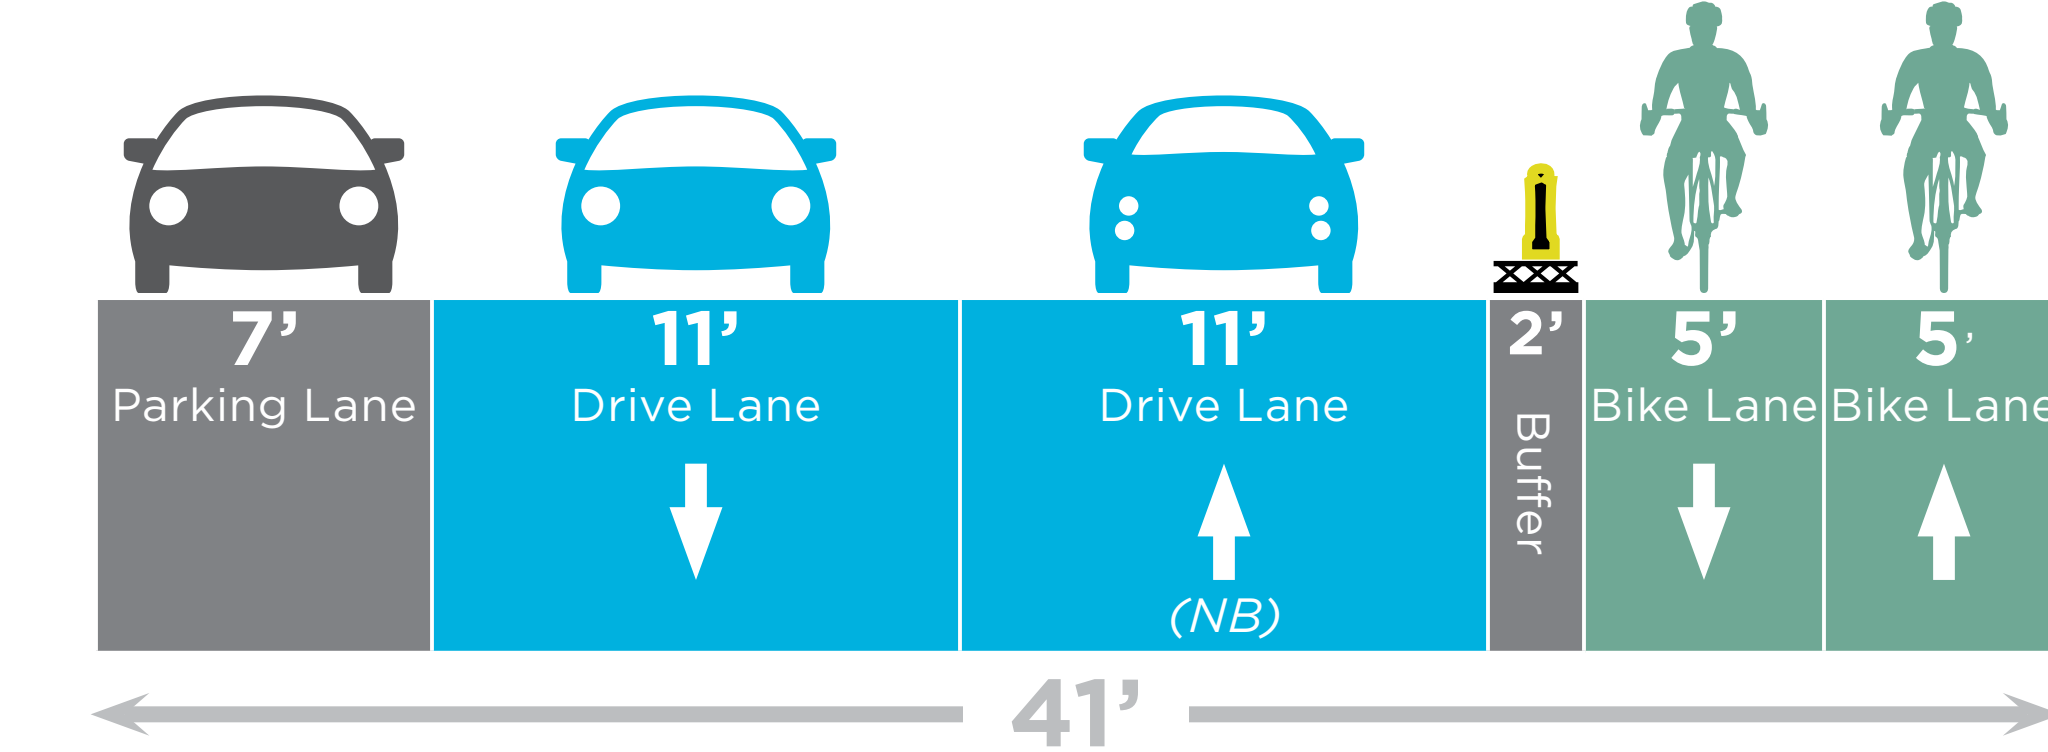 7’
Parking Lane
11’
Drive Lane
11’
Drive Lane
(NB)
2’
Buffer
5’
Bike Lane
5’
Bike Lane
41’